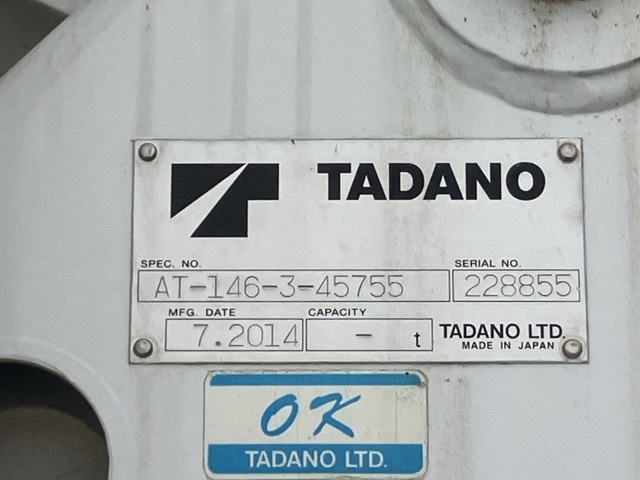 TADANO
SPEC. NO. SERIAL NO.
AT-146-3-45755 228855
MFG. DATE CAPACITY
7.2014 - t TADANO LTD.
MADE IN JAPAN
OK
TADANO LTD.